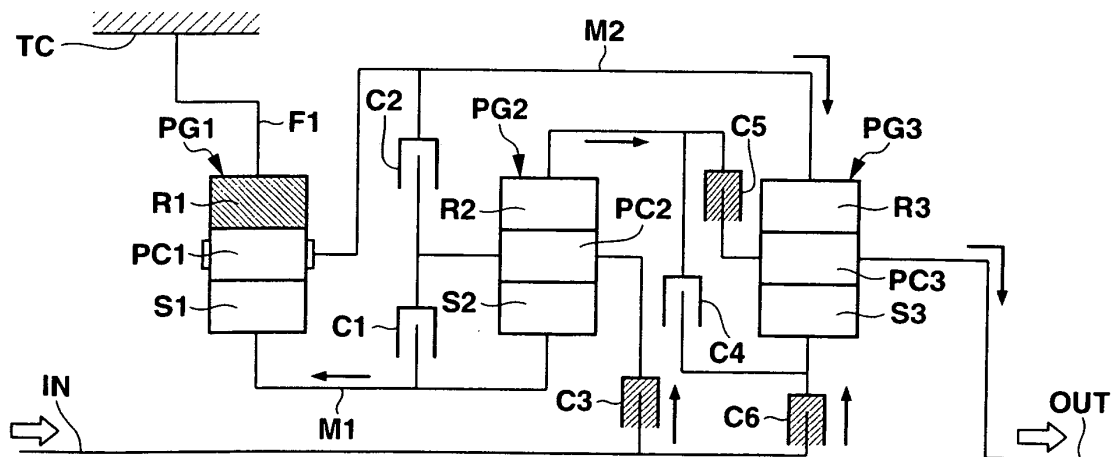 TC
M2
C2
PG2
C5
PG3
PG1
F1
R1
R2
PC2
R3
PC1
PC3
S1
S2
S3
C1
C4
IN
M1
C3
C6
OUT